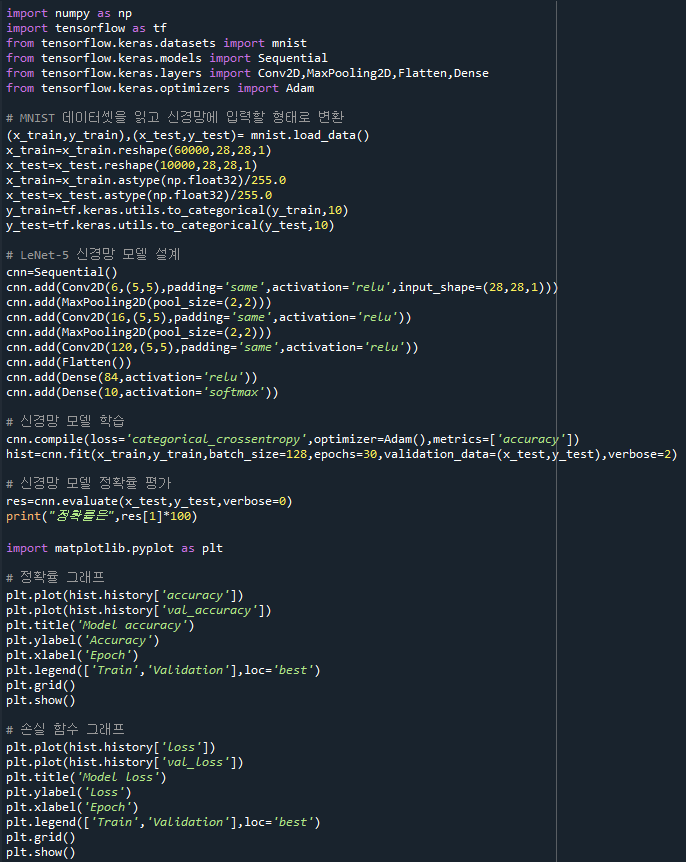 import numpy as np
import tensorflow as tf
from tensorflow.keras.datasets import mnist
from tensorflow.keras.models import Sequential
from tensorflow.keras.layers import Conv2D,MaxPooling2D,Flatten,Dense
from tensorflow.keras.optimizers import Adam

# MNIST 데이터셋을 읽고 신경망에 입력할 형태로 변환
(x_train,y_train),(x_test,y_test)= mnist.load_data()
x_train=x_train.reshape(60000,28,28,1)
x_test=x_test.reshape(10000,28,28,1)
x_train=x_train.astype(np.float32)/255.0
x_test=x_test.astype(np.float32)/255.0
y_train=tf.keras.utils.to_categorical(y_train,10)
y_test=tf.keras.utils.to_categorical(y_test,10)

# LeNet-5 신경망 모델 설계
cnn=Sequential()
cnn.add(Conv2D(6,(5,5),padding='same',activation='relu',input_shape=(28,28,1)))
cnn.add(MaxPooling2D(pool_size=(2,2)))
cnn.add(Conv2D(16,(5,5),padding='same',activation='relu'))
cnn.add(MaxPooling2D(pool_size=(2,2)))
cnn.add(Conv2D(120,(5,5),padding='same',activation='relu'))
cnn.add(Flatten())
cnn.add(Dense(84,activation='relu'))
cnn.add(Dense(10,activation='softmax'))

# 신경망 모델 학습
cnn.compile(loss='categorical_crossentropy',optimizer=Adam(),metrics=['accuracy'])
hist=cnn.fit(x_train,y_train,batch_size=128,epochs=30,validation_data=(x_test,y_test),verbose=2)

# 신경망 모델 정확률 평가
res=cnn.evaluate(x_test,y_test,verbose=0)
print("정확률은",res[1]*100)

import matplotlib.pyplot as plt

# 정확률 그래프
plt.plot(hist.history['accuracy'])
plt.plot(hist.history['val_accuracy'])
plt.title('Model accuracy')
plt.ylabel('Accuracy')
plt.xlabel('Epoch')
plt.legend(['Train','Validation'],loc='best')
plt.grid()
plt.show()

# 손실 함수 그래프
plt.plot(hist.history['loss'])
plt.plot(hist.history['val_loss'])
plt.title('Model loss')
plt.ylabel('Loss')
plt.xlabel('Epoch')
plt.legend(['Train','Validation'],loc='best')
plt.grid()
plt.show()